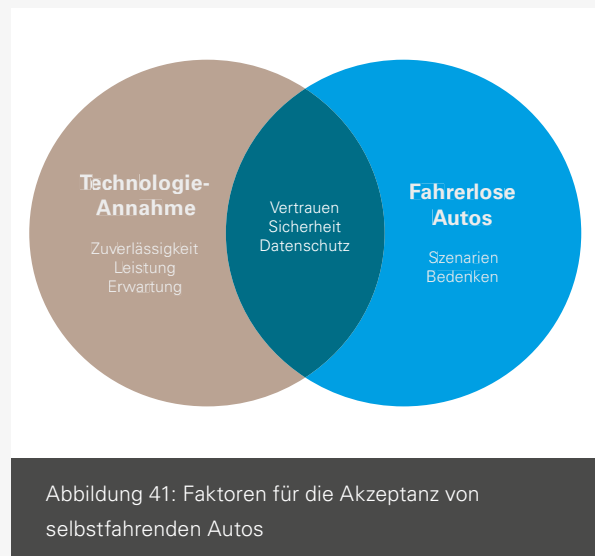 Technologie-
Annahme
Zuverlässigkeit
Leistung
Erwartung
Vertrauen
Sicherheit
Datenschutz
Fahrerlose
Autos
Szenarien
Bedenken
Abbildung 41: Faktoren für die Akzeptanz von
selbstfahrenden Autos